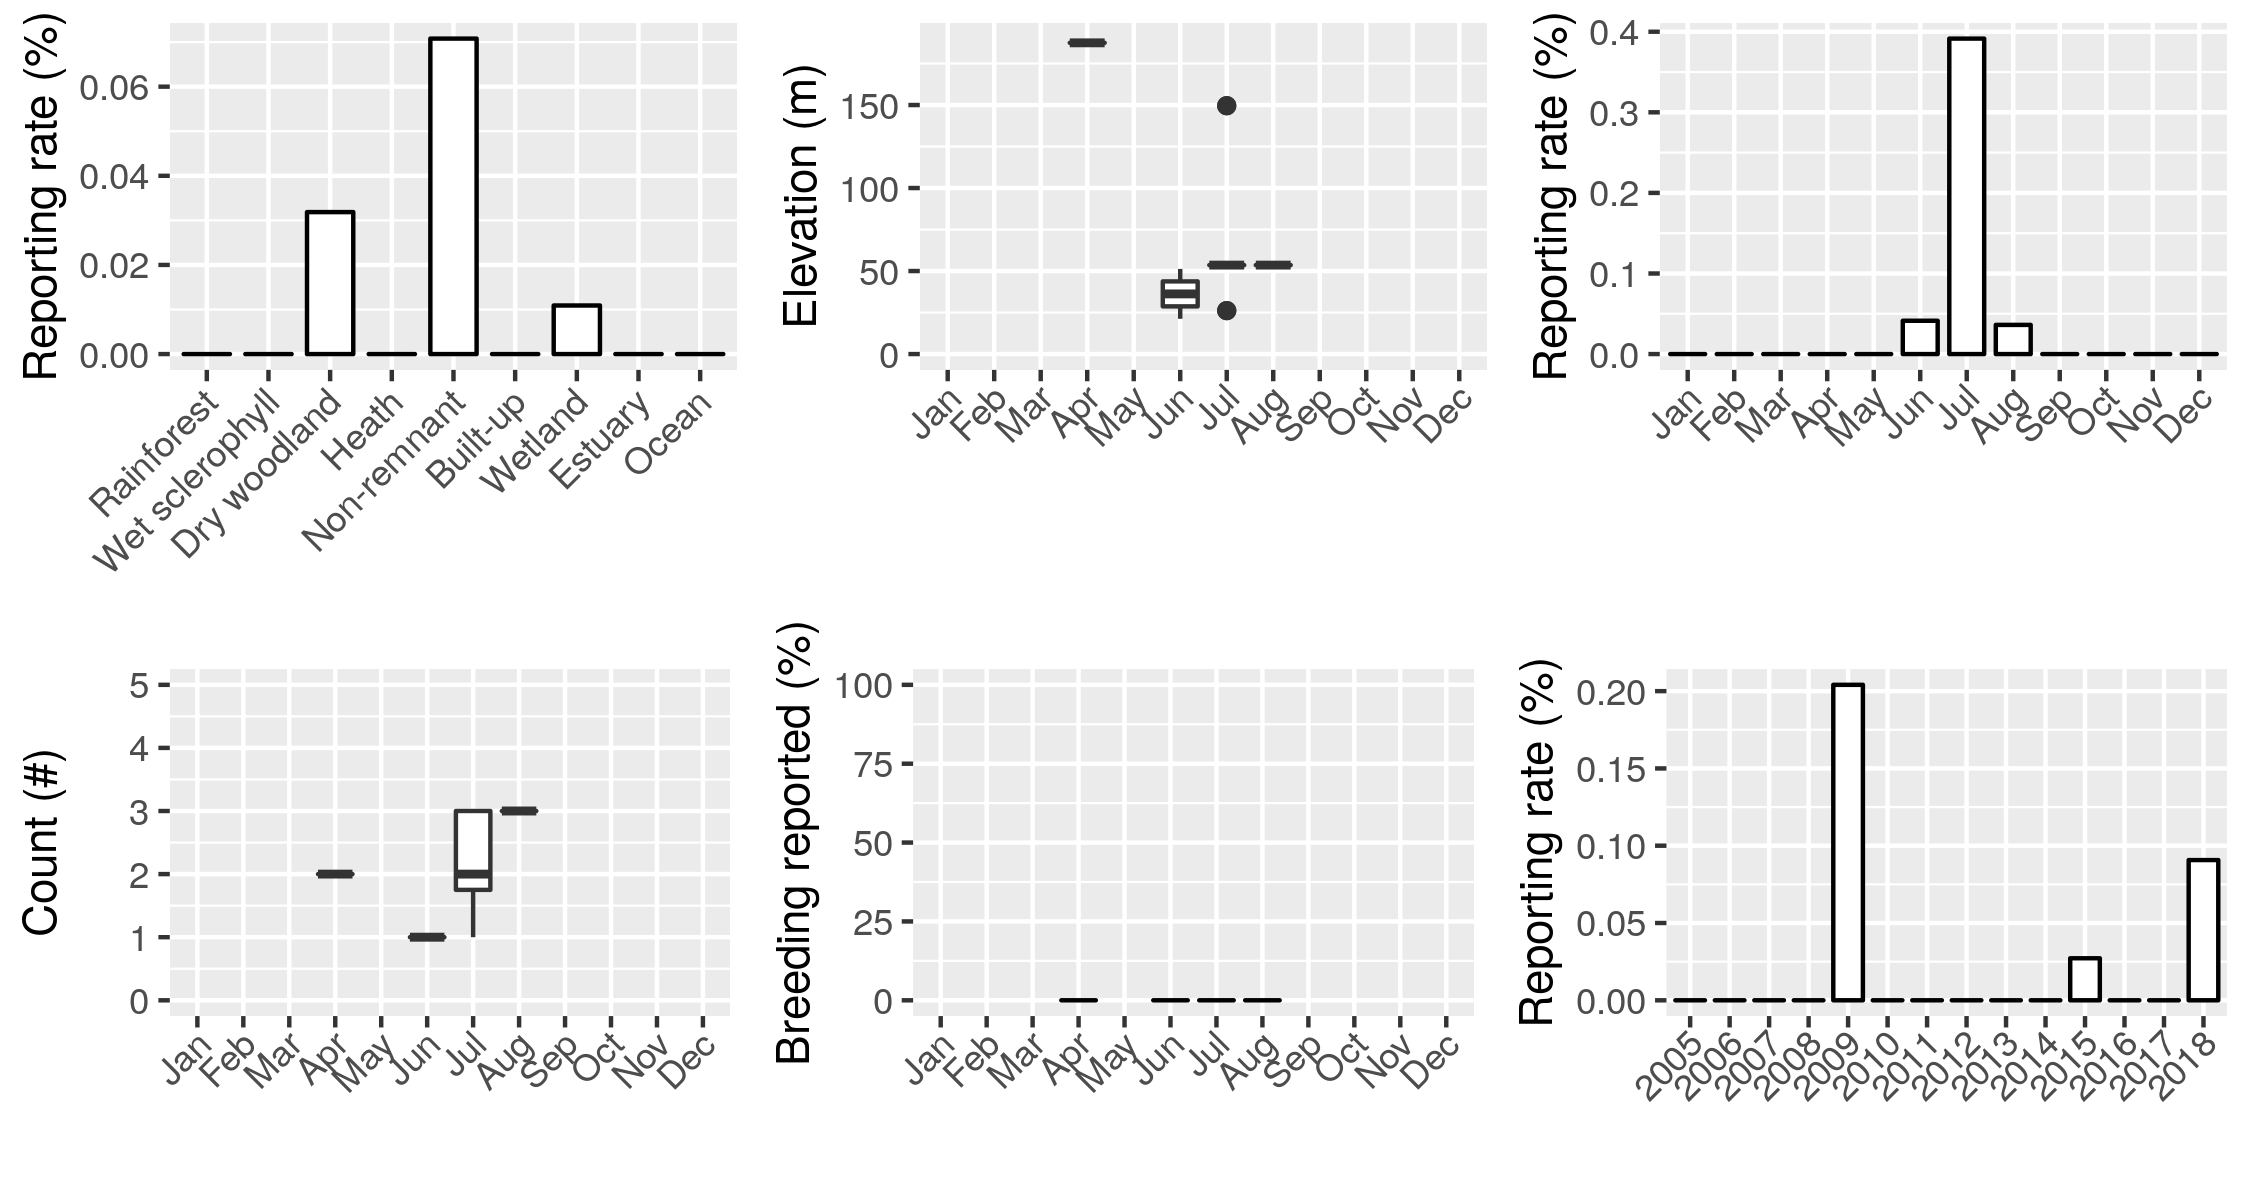 Reporting rate (%)
0.06
0.04
0.02
0.00
Rainforest
Wet sclerophyll
Dry woodland
Heath
Non-remnant
Built-up
Wetland
Estuary
Ocean
Elevation (m)
150
100
50
0
Jan
Feb
Mar
Apr
May
Jun
Jul
Aug
Sep
Oct
Nov
Dec
Reporting rate (%)
0.4
0.3
0.2
0.1
0.0
Jan
Feb
Mar
Apr
May
Jun
Jul
Aug
Sep
Oct
Nov
Dec
Count (#)
5
4
3
2
1
0
Jan
Feb
Mar
Apr
May
Jun
Jul
Aug
Sep
Oct
Nov
Dec
Breeding reported (%)
100
75
50
25
0
Jan
Feb
Mar
Apr
May
Jun
Jul
Aug
Sep
Oct
Nov
Dec
Reporting rate (%)
0.20
0.15
0.10
0.05
0.00
2005
2006
2007
2008
2009
2010
2011
2012
2013
2014
2015
2016
2017
2018